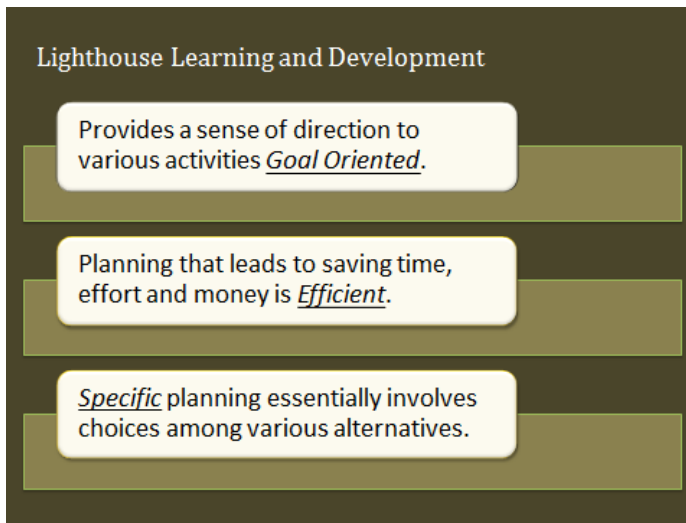 Lighthouse Learning and Development
Provides a sense of direction to
various activities Goal Oriented.
Planning that leads to saving time,
effort and money is Efficient.
Specific planning essentially involves
choices among various alternatives.